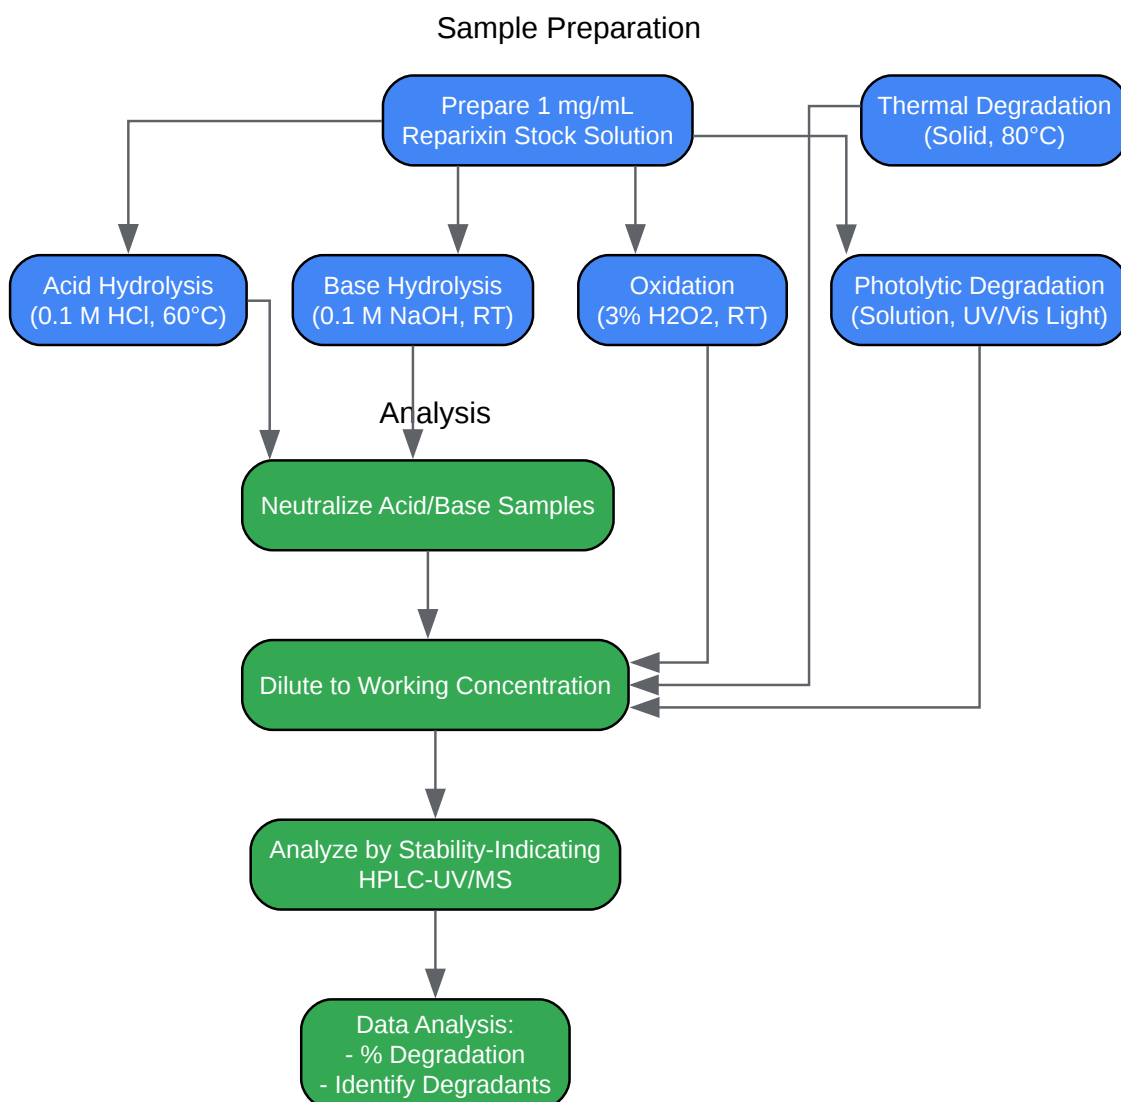 Sample Preparation
Prepare 1 mg/mL
Reparixin Stock Solution
Thermal Degradation
(Solid, 80°C)
Acid Hydrolysis
(0.1 M HCl, 60°C)
Base Hydrolysis
(0.1 M NaOH, RT)
Oxidation
(3% H2O2, RT)
Photolytic Degradation
(Solution, UV/Vis Light)
Analysis
Neutralize Acid/Base Samples
Dilute to Working Concentration
Analyze by Stability-Indicating
HPLC-UV/MS
Data Analysis:
- % Degradation
- Identify Degradants